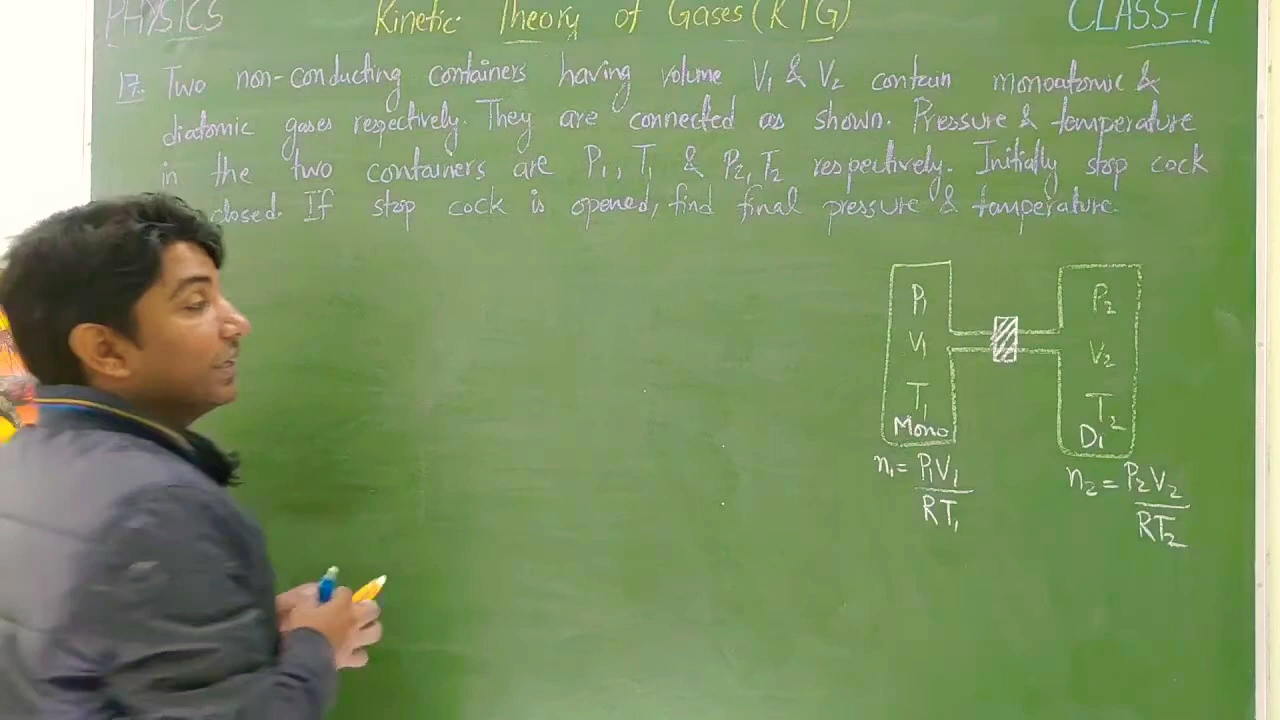 PHYSICS
Kinetic Theory of Gases (KTG)
CLASS-11
17. Two non-conducting containers having volume V₁ & V₂ contain monoatomic &
diatomic gases respectively. They are connected as shown. Pressure & temperature
in the two containers are P₁, T₁ & P₂, T₂ respectively. Initially stop cock
closed. If stop cock is opened, find final pressure & temperature.
P₁
V₁
T₁
Mono
n₁ = P₁V₁/RT₁
P₂
V₂
T₂
Di
n₂ = P₂V₂/RT₂